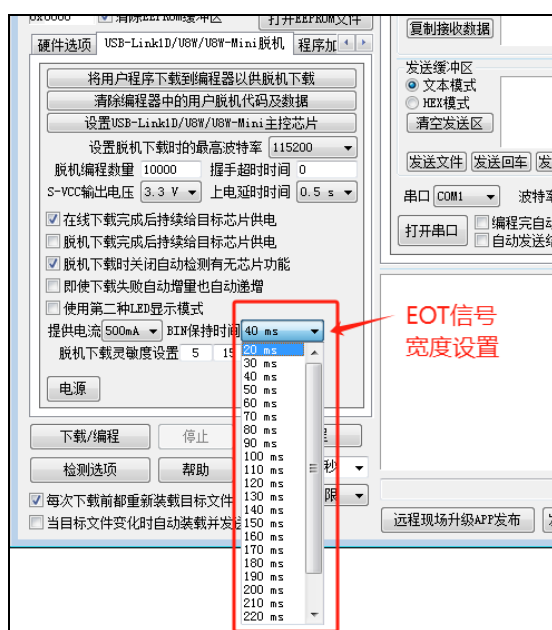 0x0000 清除EEPROM缓冲区 打开EEPROM文件
硬件选项 USB-Link1D/U8W/U8W-Mini脱机 程序加
将用户程序下载到编程器以供脱机下载
清除编程器中的用户脱机代码及数据
设置USB-Link1D/U8W/U8W-Mini主控芯片
设置脱机下载时的最高波特率 115200
脱机编程数量 10000 握手超时时间 0
S-VCC输出电压 3.3 V 上电延时时间 0.5 s
在线下载完成后持续给目标芯片供电
脱机下载完成后持续给目标芯片供电
脱机下载时关闭自动检测有无芯片功能
即使下载失败自动增量也自动递增
使用第二种LED显示模式
提供电流 500mA BIN保持时间 40 ms
脱机下载灵敏度设置 5 15
电源
20 ms
30 ms
40 ms
50 ms
60 ms
70 ms
80 ms
90 ms
100 ms
110 ms
120 ms
130 ms
140 ms
150 ms
160 ms
170 ms
180 ms
190 ms
200 ms
210 ms
220 ms
下载/编程 停止
检测选项 帮助 秒
每次下载前都重新装载目标文件 限
当目标文件变化时自动装载并发送
复制接收数据
发送缓冲区
文本模式
HEX模式
清空发送区
发送文件 发送回车 发
串口 COM1 波特率
打开串口 编程完自动
自动发送结
EOT信号
宽度设置
远程现场升级APP发布